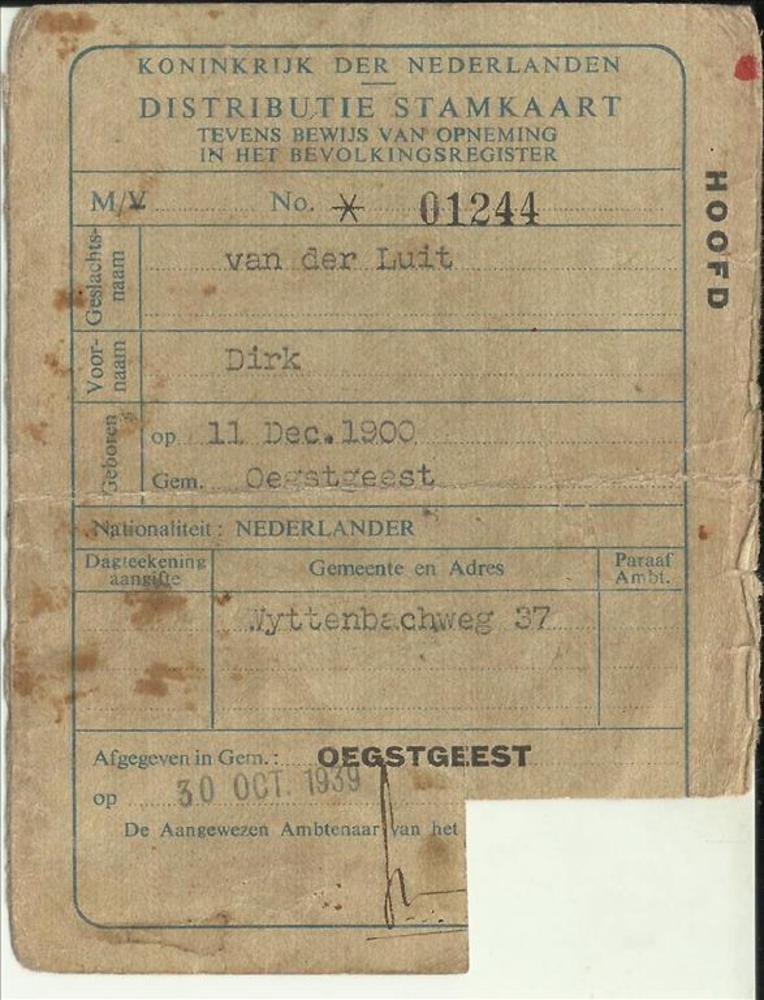 KONINKRIJK DER NEDERLANDEN
DISTRIBUTIE STAMKAART
TEVENS BEWIJS VAN OPNEMING
IN HET BEVOLKINGSREGISTER
M/V No. * 01244
HOOFD
Geslachts-
naam
van der Luit
Voor-
naam
Dirk
Geboren
op 11 Dec. 1900
Gem. Oegstgeest
Nationaliteit : NEDERLANDER
Dagteekening
aangifte
Gemeente en Adres
Paraaf
Ambt.
Wyttenbachweg 37
Afgegeven in Gem.: OEGSTGEEST
op 30 OCT. 1939
De Aangewezen Ambtenaar van het